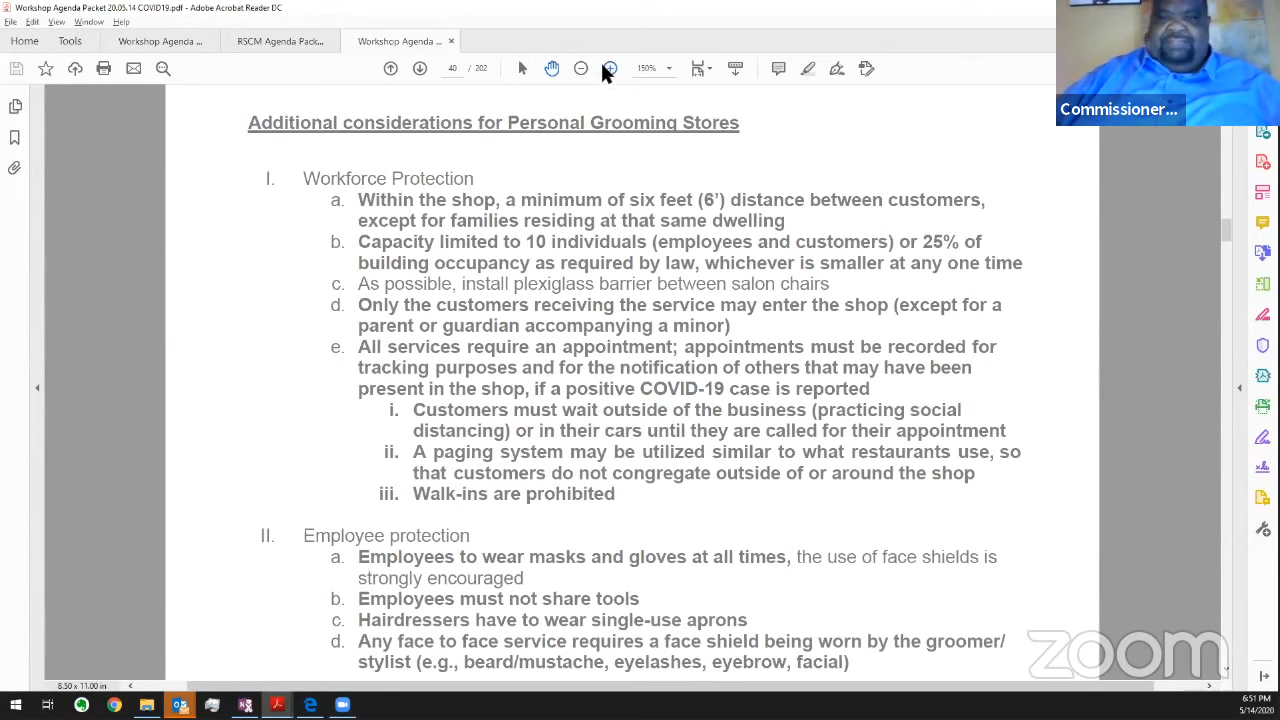 Workshop Agenda Packet 20.05.14 COVID19.pdf - Adobe Acrobat Reader DC
File Edit View Window Help
Home Tools Workshop Agenda ... RSCM Agenda Pack... Workshop Agenda ... ×
40 / 202 150%
Commissioner...
Additional considerations for Personal Grooming Stores
I. Workforce Protection
a. Within the shop, a minimum of six feet (6') distance between customers,
except for families residing at that same dwelling
b. Capacity limited to 10 individuals (employees and customers) or 25% of
building occupancy as required by law, whichever is smaller at any one time
c. As possible, install plexiglass barrier between salon chairs
d. Only the customers receiving the service may enter the shop (except for a
parent or guardian accompanying a minor)
e. All services require an appointment; appointments must be recorded for
tracking purposes and for the notification of others that may have been
present in the shop, if a positive COVID-19 case is reported
i. Customers must wait outside of the business (practicing social
distancing) or in their cars until they are called for their appointment
ii. A paging system may be utilized similar to what restaurants use, so
that customers do not congregate outside of or around the shop
iii. Walk-ins are prohibited
II. Employee protection
a. Employees to wear masks and gloves at all times, the use of face shields is
strongly encouraged
b. Employees must not share tools
c. Hairdressers have to wear single-use aprons
d. Any face to face service requires a face shield being worn by the groomer/
stylist (e.g., beard/mustache, eyelashes, eyebrow, facial)
zoom
8.50 x 11.00 in
6:51 PM
5/14/2020